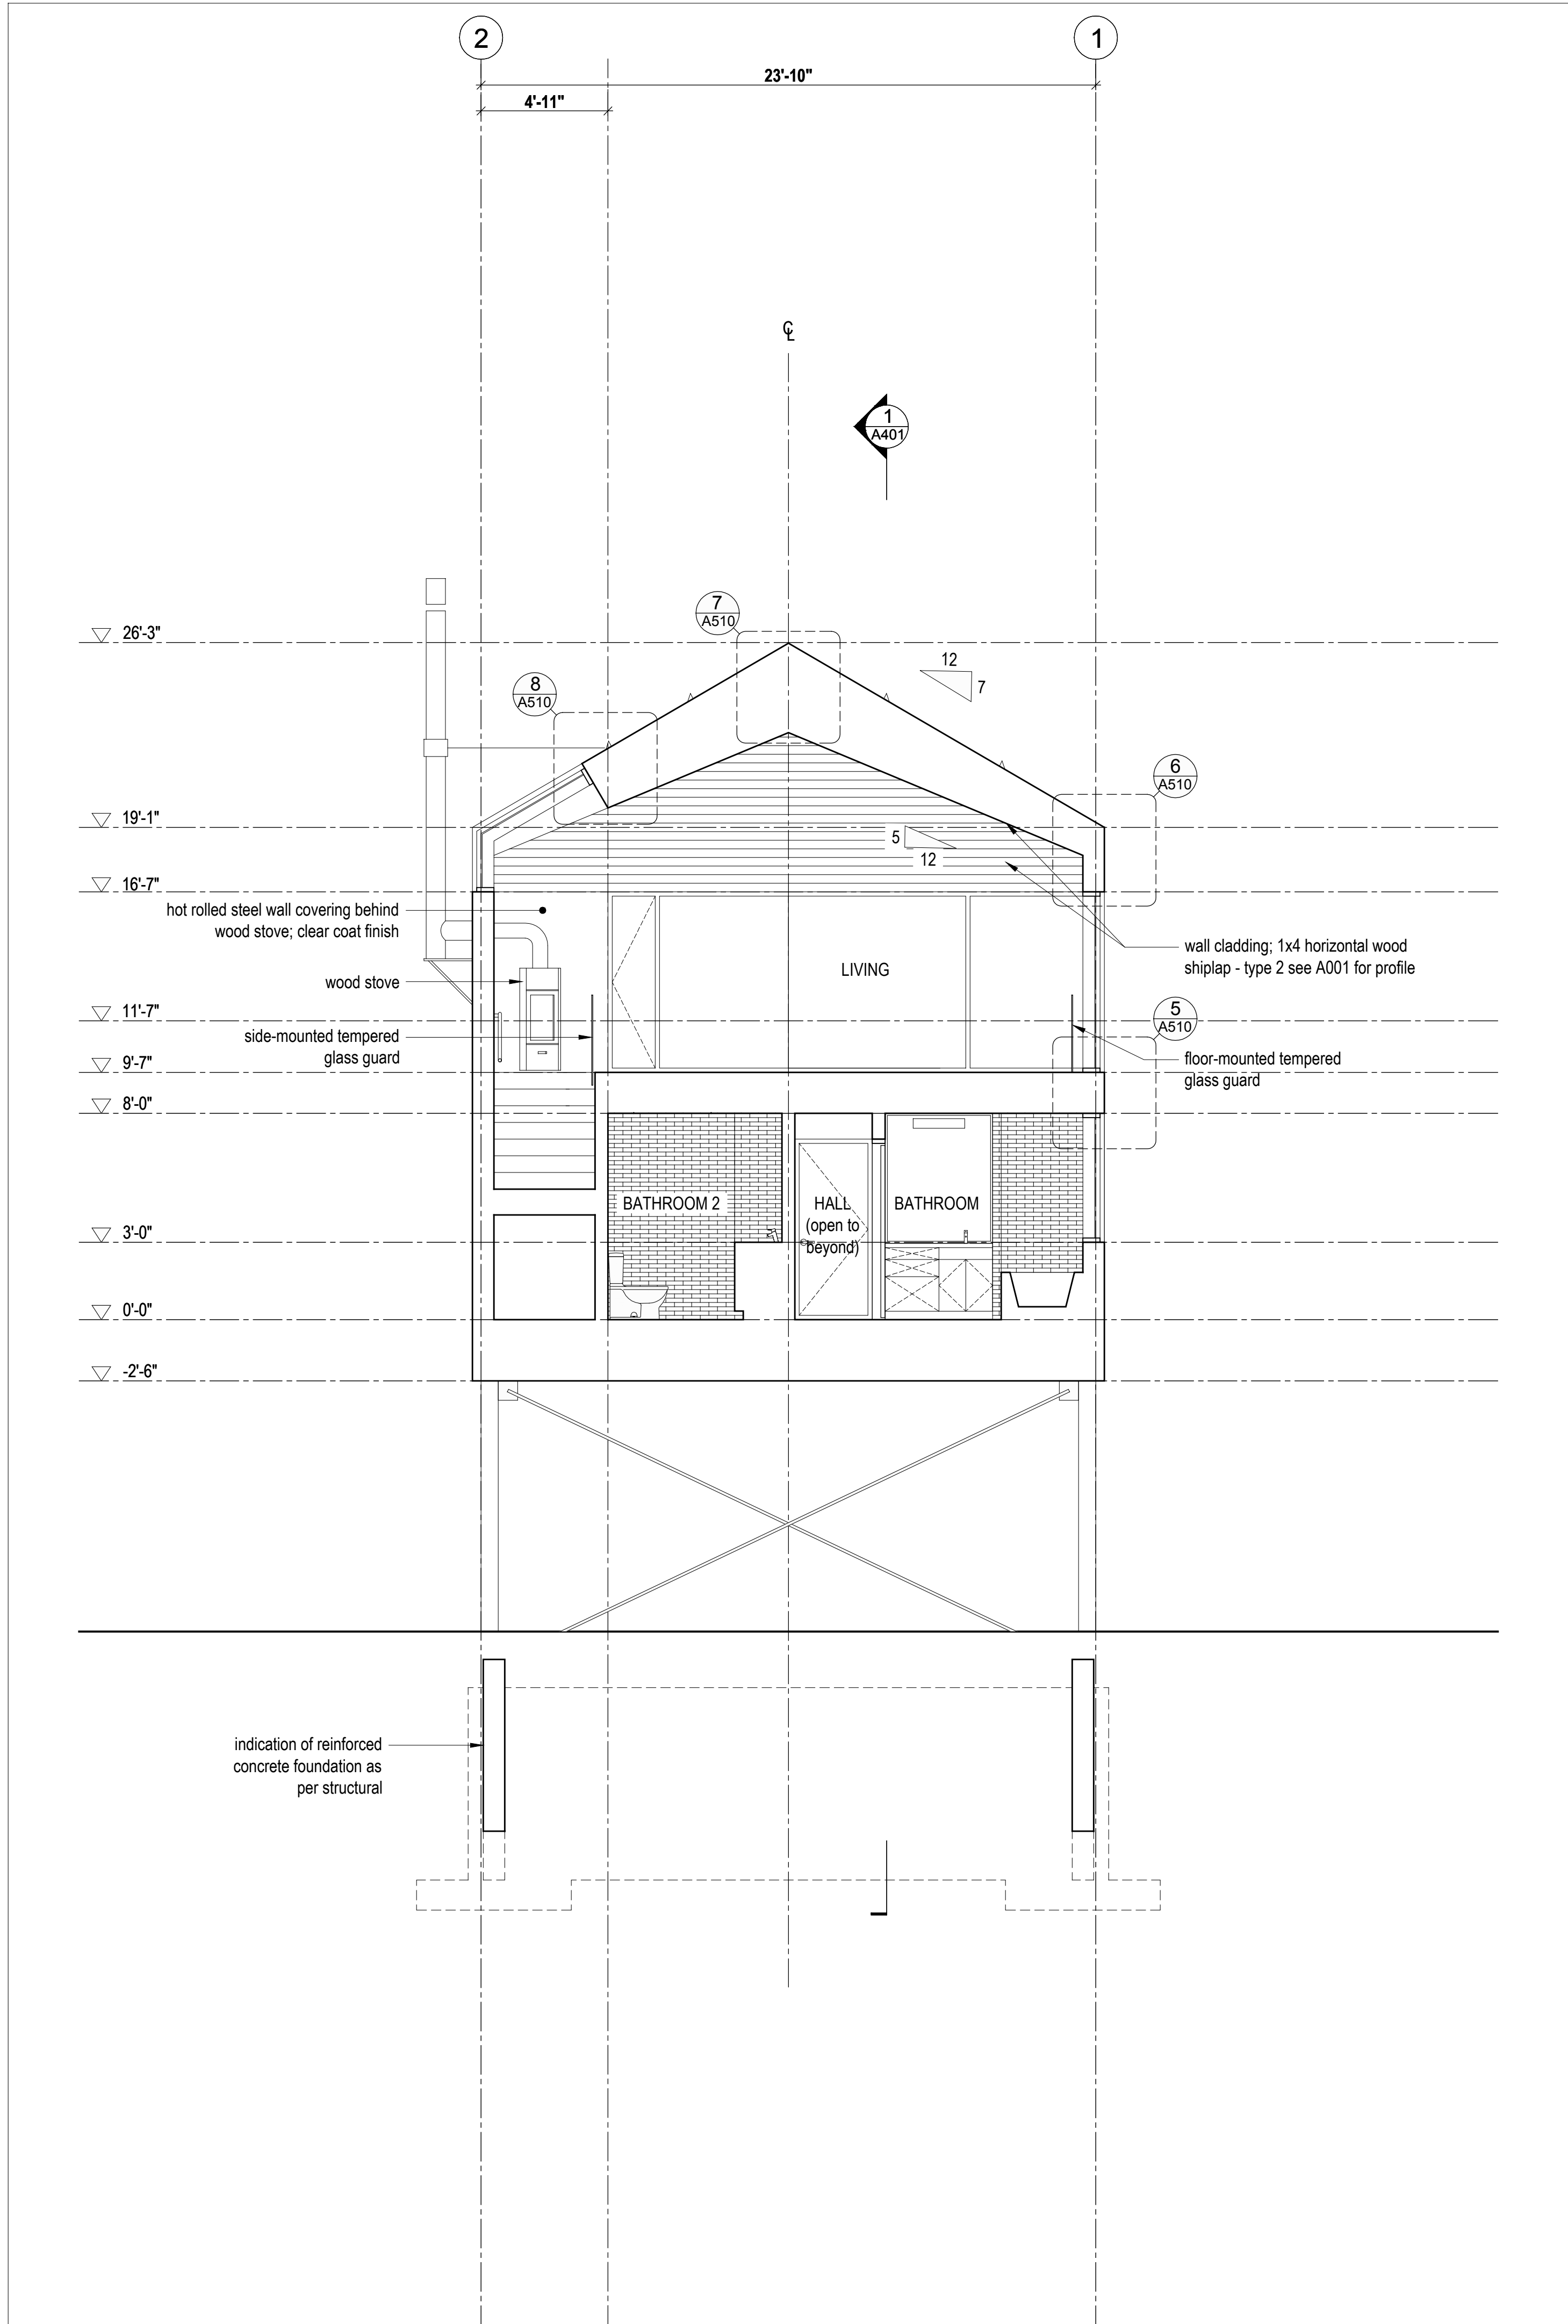 2
1
23'-10"
4'-11"
℄
1
A401
7
A510
26'-3"
12
7
8
A510
6
A510
19'-1"
5
12
16'-7"
hot rolled steel wall covering behind
wood stove; clear coat finish
wall cladding; 1x4 horizontal wood
shiplap - type 2 see A001 for profile
LIVING
wood stove
11'-7"
5
A510
side-mounted tempered
glass guard
floor-mounted tempered
glass guard
9'-7"
8'-0"
BATHROOM 2
HALL
(open to
beyond)
BATHROOM
3'-0"
0'-0"
-2'-6"
indication of reinforced
concrete foundation as
per structural